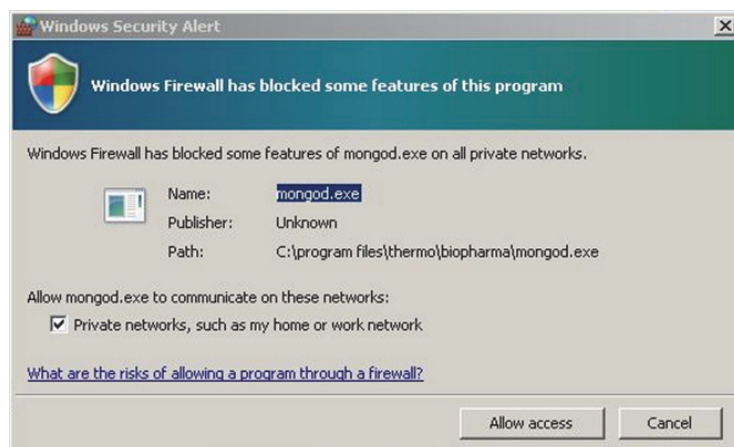 Windows Security Alert
Windows Firewall has blocked some features of this program
Windows Firewall has blocked some features of mongod.exe on all private networks.
Name: mongod.exe
Publisher: Unknown
Path: C:\program files\thermo\biopharma\mongod.exe
Allow mongod.exe to communicate on these networks:
Private networks, such as my home or work network
What are the risks of allowing a program through a firewall?
Allow access Cancel